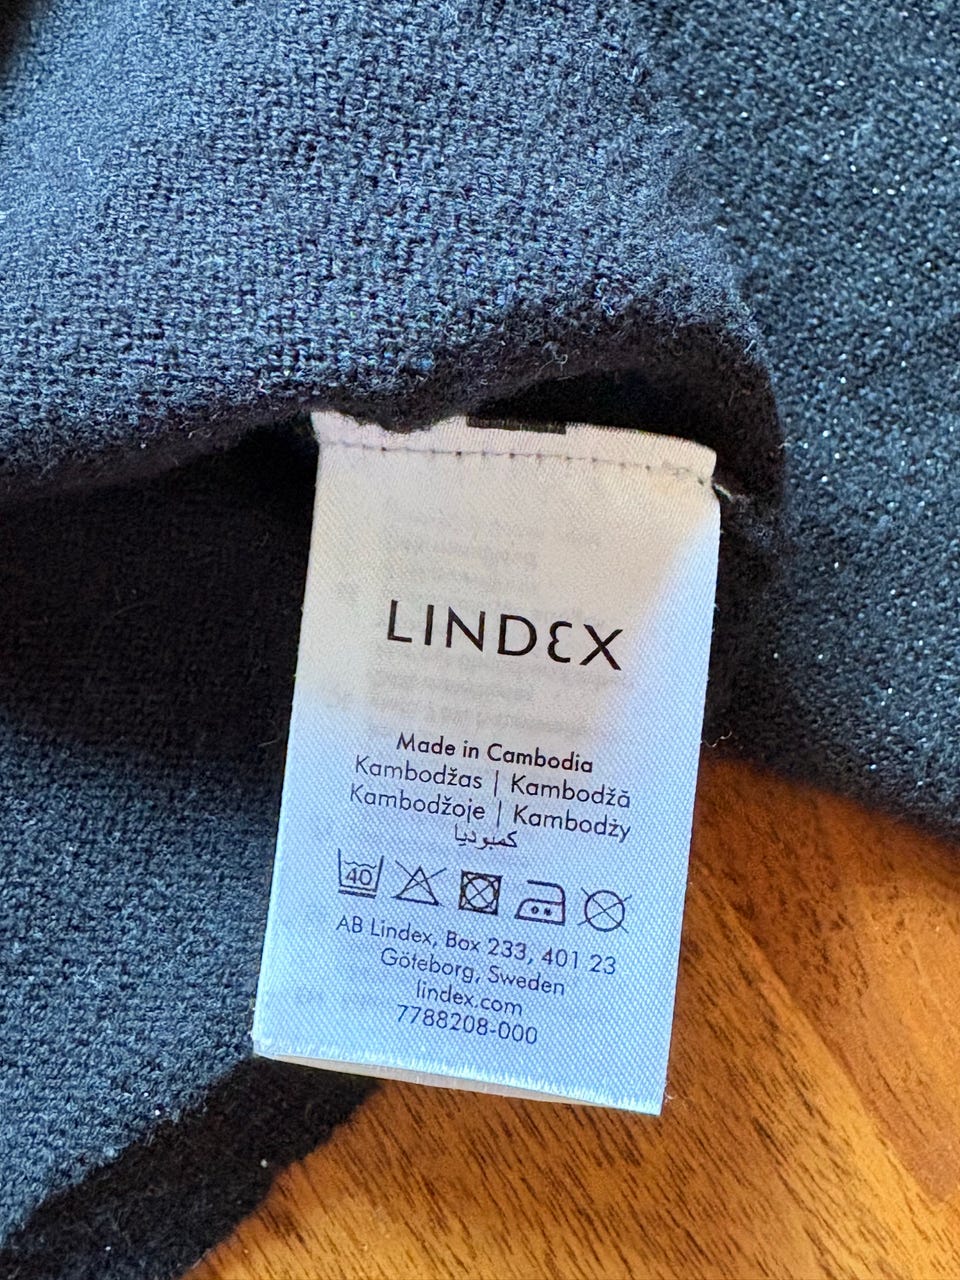 LINDEX
Made in Cambodia
Kambodžas | Kambodžā
Kambodžoje | Kambodży
كمبوديا
40
AB Lindex, Box 233, 401 23
Göteborg, Sweden
lindex.com
7788208-000